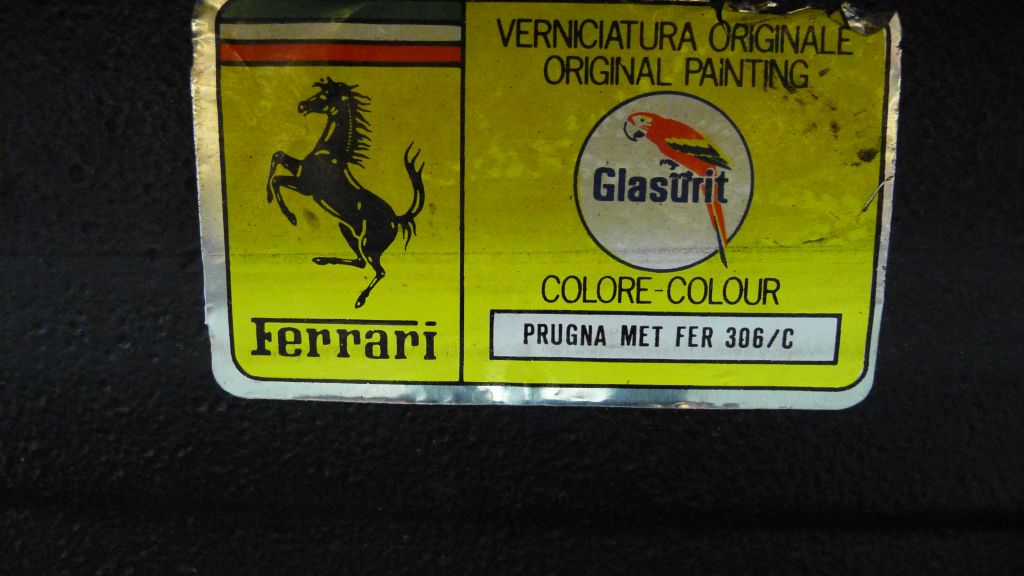 VERNICIATURA ORIGINALE
ORIGINAL PAINTING
Glasurit
COLORE-COLOUR
PRUGNA MET FER 306/C
Ferrari